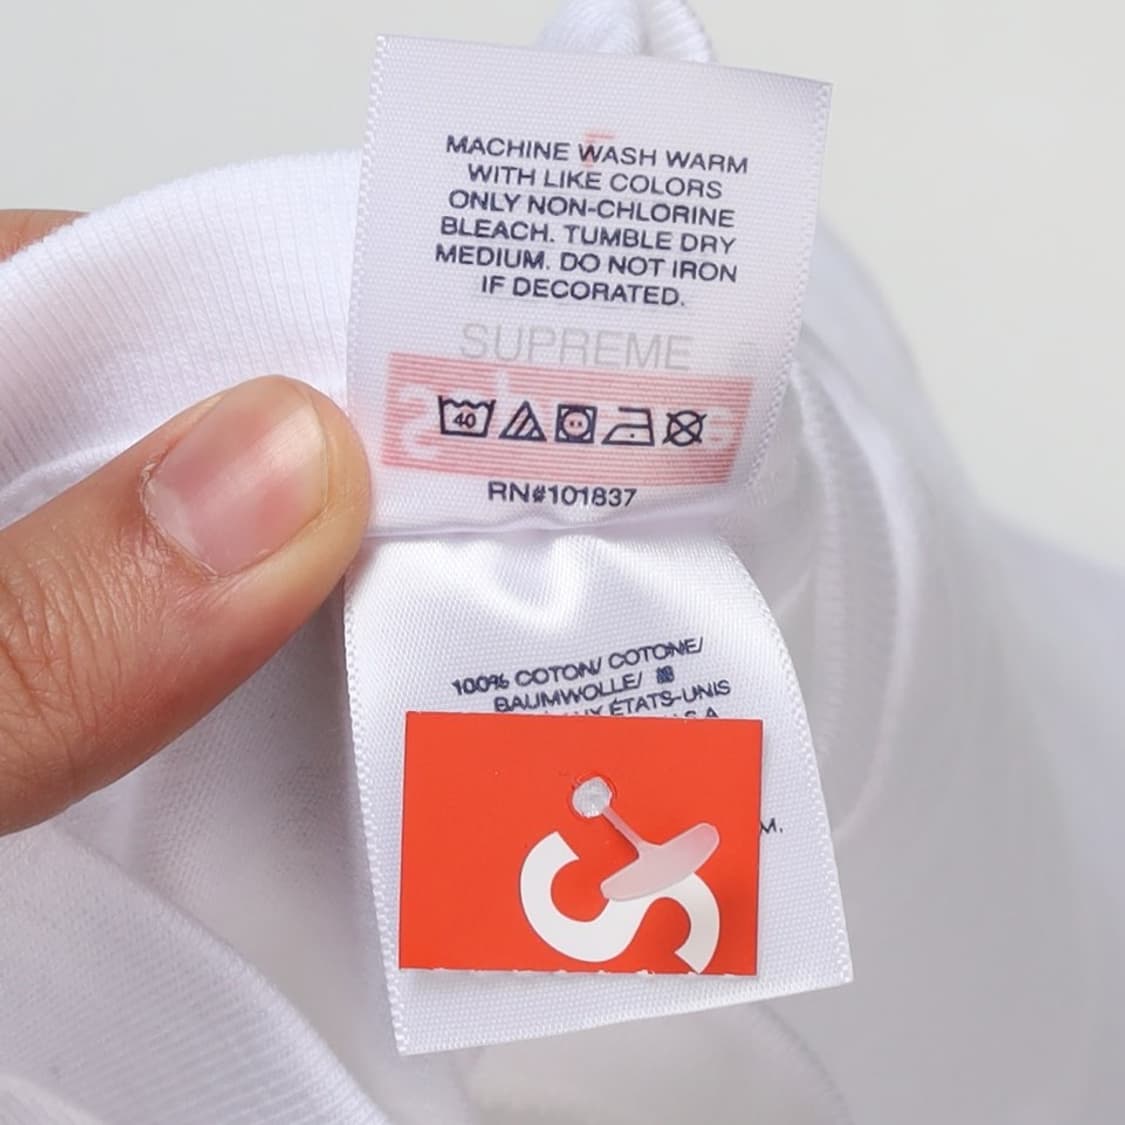 MACHINE WASH WARM
WITH LIKE COLORS
ONLY NON-CHLORINE
BLEACH. TUMBLE DRY
MEDIUM. DO NOT IRON
IF DECORATED.
SUPREME
40
RN#101837
100% COTON/ COTONE/
BAUMWOLLE/ 綿
ÉTATS-UNIS
U.S.A.
M.
S